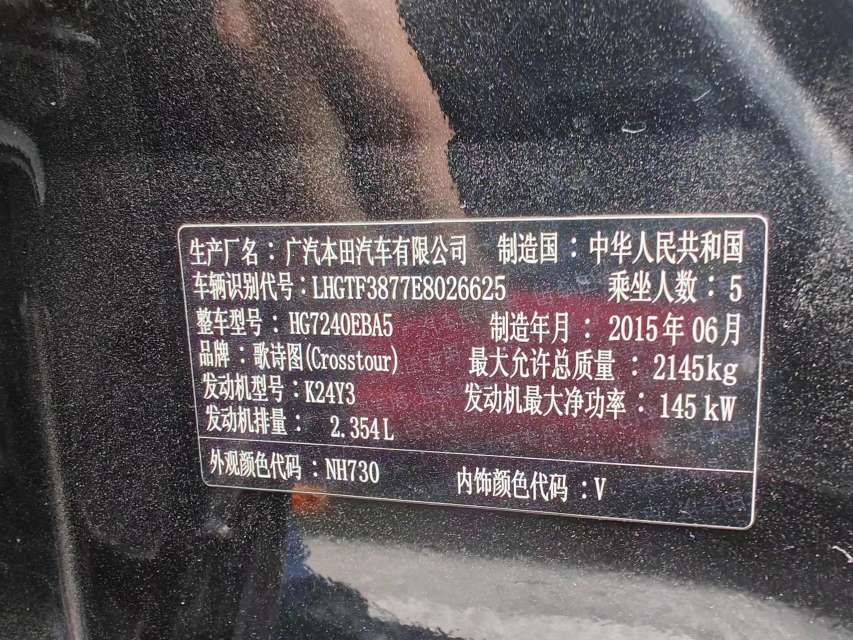 生产厂名：广汽本田汽车有限公司 制造国：中华人民共和国
车辆识别代号：LHGTF3877E8026625 乘坐人数：5
整车型号：HG7240EBA5 制造年月：2015年06月
品牌：歌诗图(Crosstour) 最大允许总质量：2145kg
发动机型号：K24Y3 发动机最大净功率：145kW
发动机排量：2.354L
外观颜色代码：NH730 内饰颜色代码：V